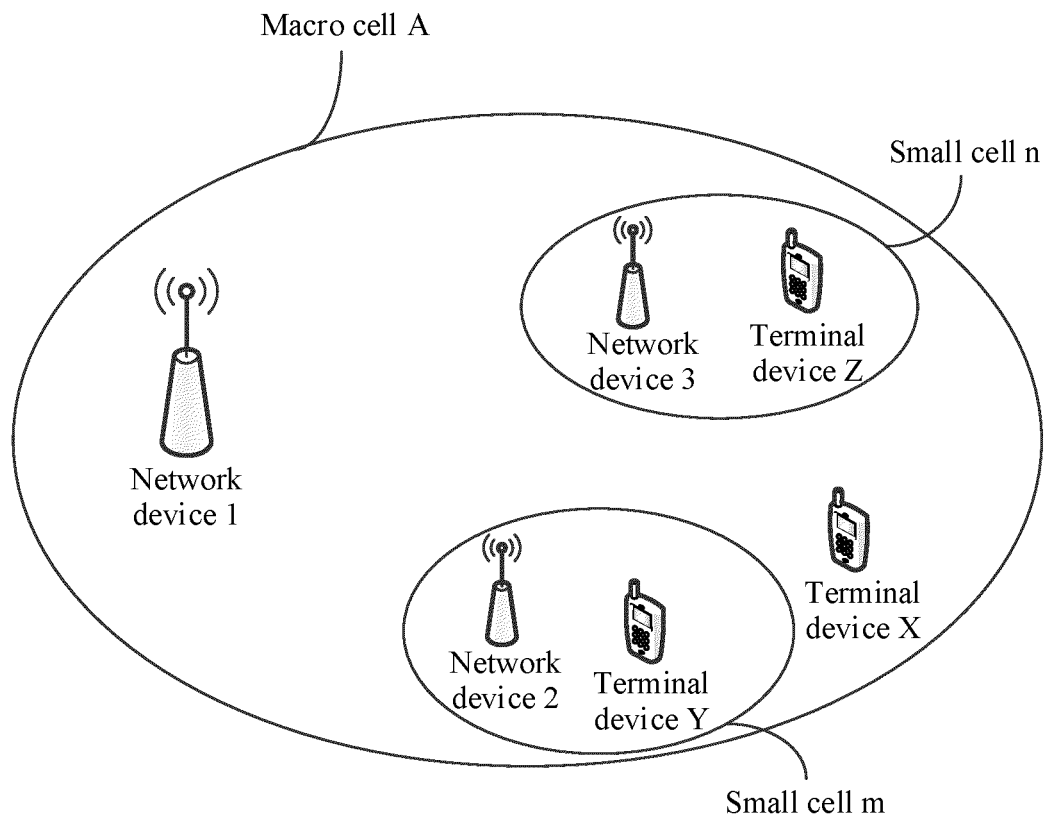 Macro cell A
Small cell n
Network
device 3
Terminal
device Z
Network
device 1
Terminal
device X
Network
device 2
Terminal
device Y
Small cell m